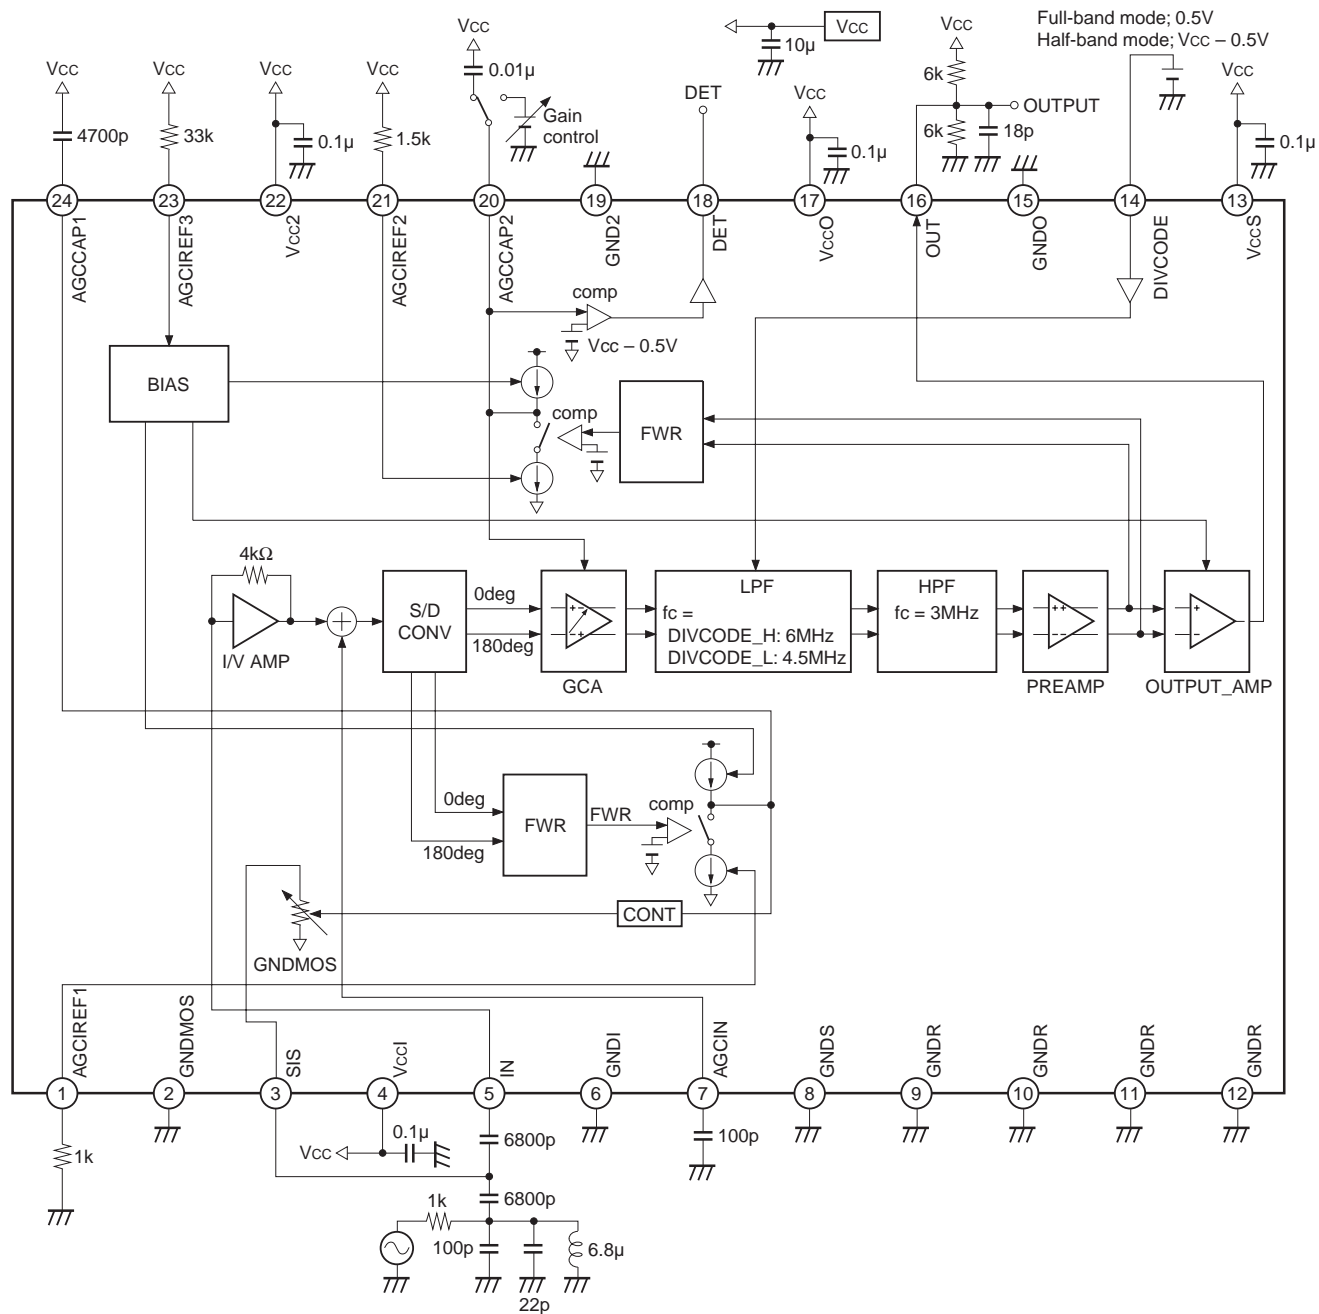 Full-band mode; 0.5V
Half-band mode; VCC – 0.5V
VCC
10µ
VCC
VCC
VCC
VCC
VCC
VCC
VCC
VCC
4700p
33k
0.1µ
1.5k
0.01µ
Gain
control
DET
0.1µ
6k
6k
OUTPUT
18p
0.1µ
24
23
22
21
20
19
18
17
16
15
14
13
AGCCAP1
AGCIREF3
VCC2
AGCIREF2
AGCCAP2
GND2
DET
VCCO
OUT
GNDO
DIVCODE
VCCS
comp
VCC – 0.5V
BIAS
comp
FWR
4kΩ
I/V AMP
S/D
CONV
0deg
180deg
GCA
LPF
fc =
DIVCODE_H: 6MHz
DIVCODE_L: 4.5MHz
HPF
fc = 3MHz
PREAMP
OUTPUT_AMP
0deg
180deg
FWR
FWR
comp
CONT
GNDMOS
AGCIREF1
GNDMOS
SIS
VCCI
IN
GNDI
AGCIN
GNDS
GNDR
GNDR
GNDR
GNDR
1
2
3
4
5
6
7
8
9
10
11
12
1k
VCC
0.1µ
6800p
100p
6800p
1k
100p
22p
6.8µ